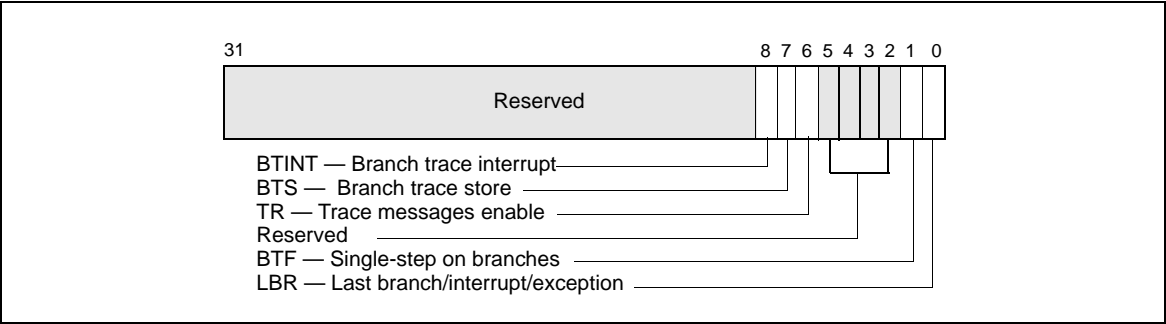 31 8 7 6 5 4 3 2 1 0
Reserved
BTINT — Branch trace interrupt
BTS — Branch trace store
TR — Trace messages enable
Reserved
BTF — Single-step on branches
LBR — Last branch/interrupt/exception